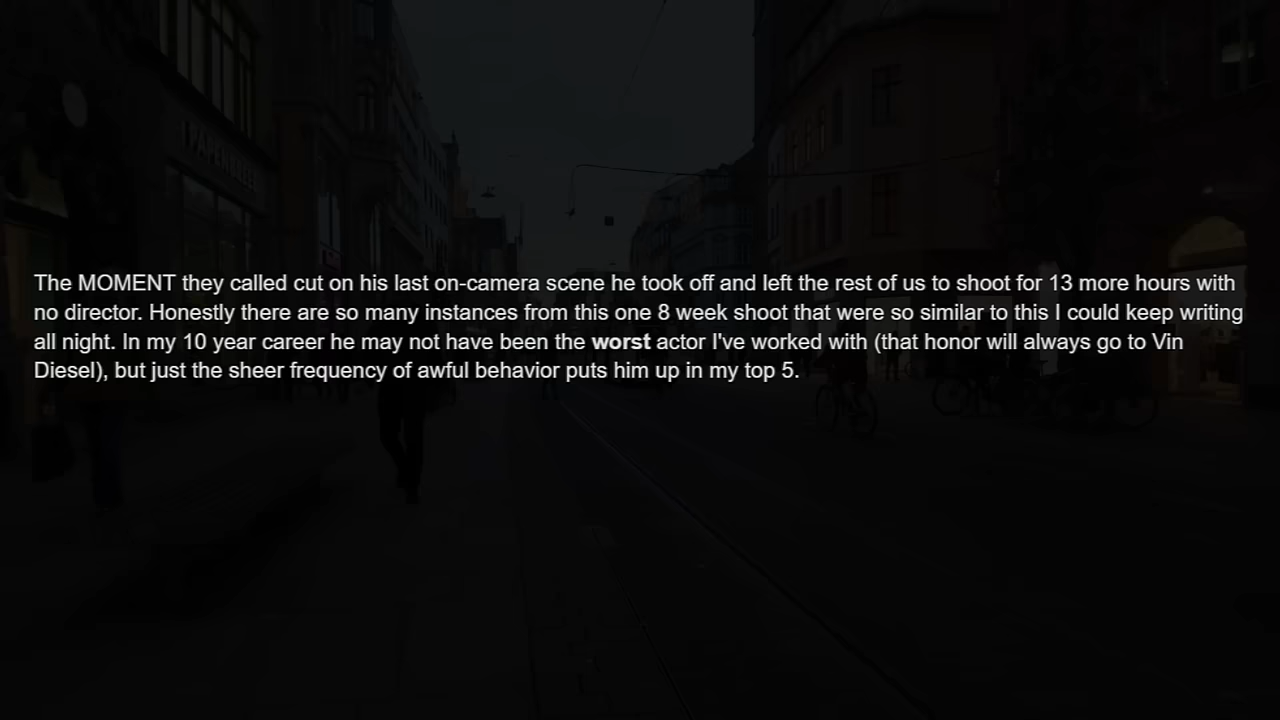 The MOMENT they called cut on his last on-camera scene he took off and left the rest of us to shoot for 13 more hours with
no director. Honestly there are so many instances from this one 8 week shoot that were so similar to this I could keep writing
all night. In my 10 year career he may not have been the worst actor I've worked with (that honor will always go to Vin
Diesel), but just the sheer frequency of awful behavior puts him up in my top 5.